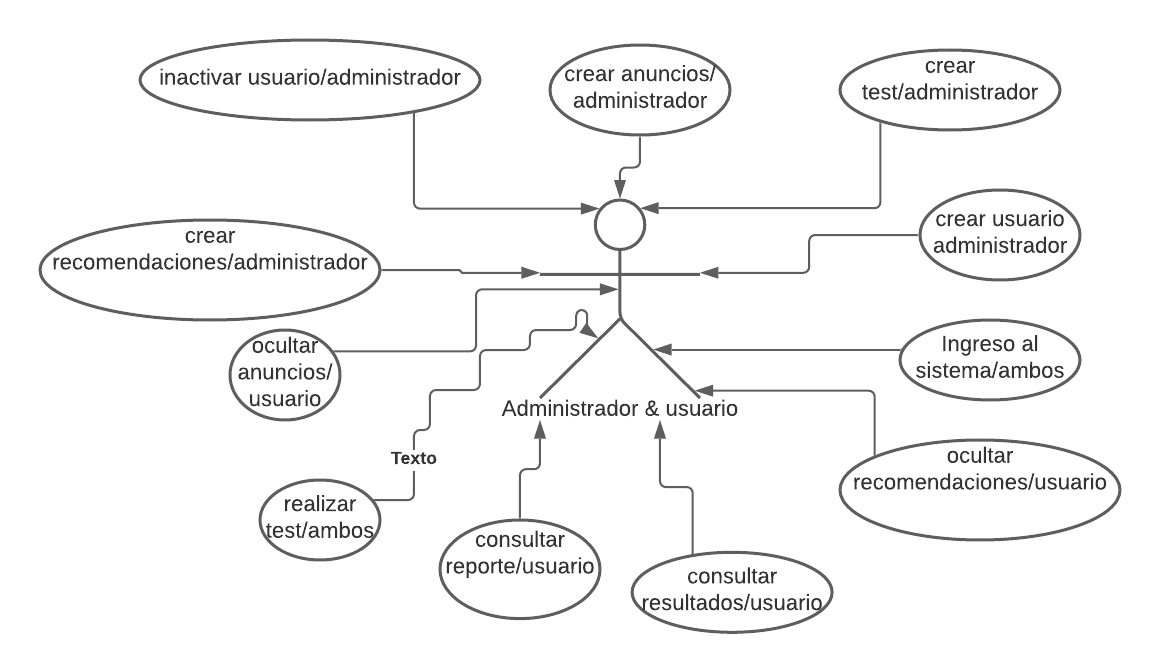 inactivar usuario/administrador
crear anuncios/
administrador
crear
test/administrador
crear
recomendaciones/administrador
crear usuario
administrador
ocultar
anuncios/
usuario
Ingreso al
sistema/ambos
Administrador & usuario
Texto
ocultar
recomendaciones/usuario
realizar
test/ambos
consultar
reporte/usuario
consultar
resultados/usuario